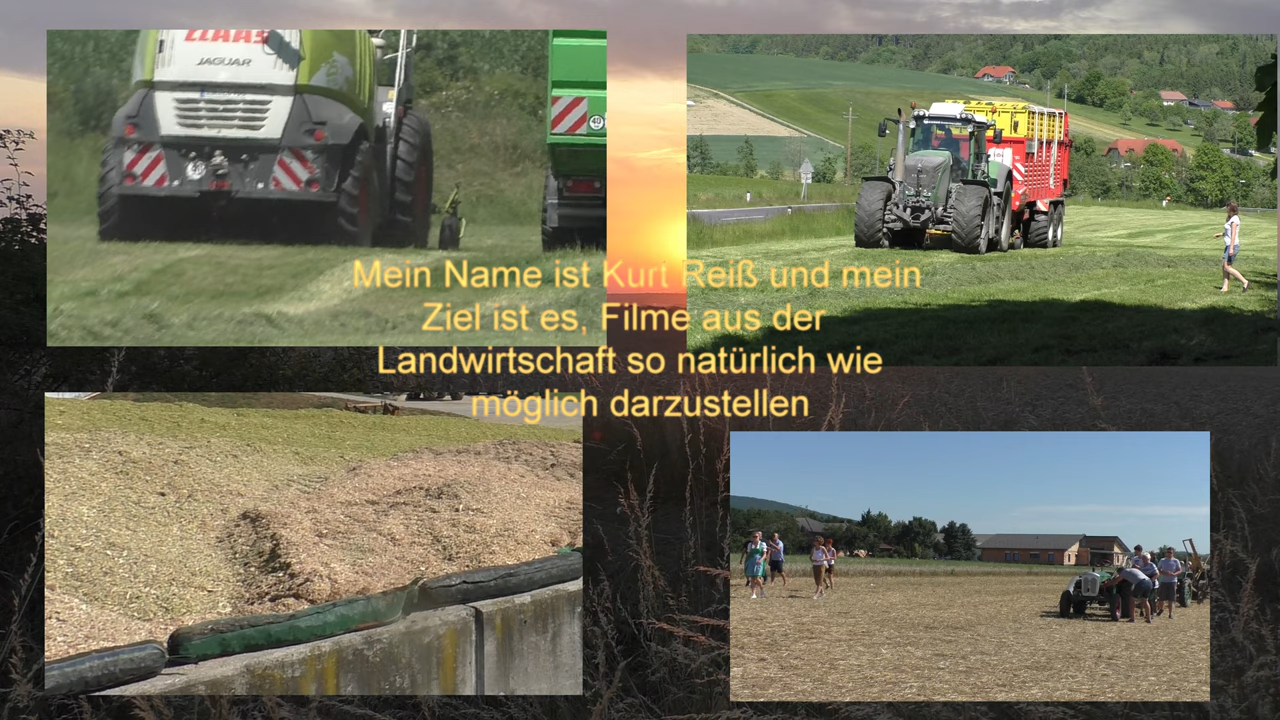 CLAAS
JAGUAR
40
Mein Name ist Kurt Reiß und mein
Ziel ist es, Filme aus der
Landwirtschaft so natürlich wie
möglich darzustellen